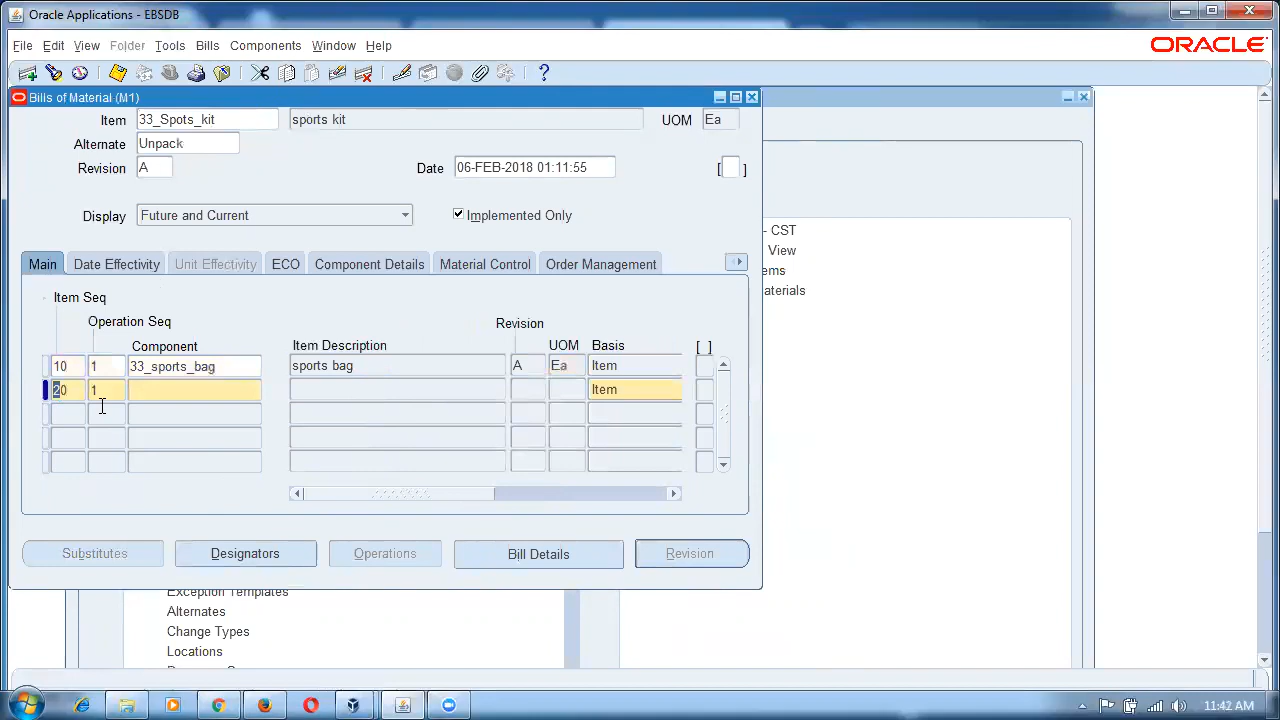 Oracle Applications - EBSDB
File Edit View Folder Tools Bills Components Window Help
ORACLE
Bills of Material (M1)
Item 33_Spots_kit sports kit UOM Ea
Alternate Unpack
Revision A Date 06-FEB-2018 01:11:55 [ ]
Display Future and Current Implemented Only
- CST
View
ems
aterials
Main Date Effectivity Unit Effectivity ECO Component Details Material Control Order Management
Item Seq
Operation Seq Revision
Component Item Description UOM Basis [ ]
10 1 33_sports_bag sports bag A Ea Item
20 1 Item
Substitutes Designators Operations Bill Details Revision
Exception Templates
Alternates
Change Types
Locations
11:42 AM